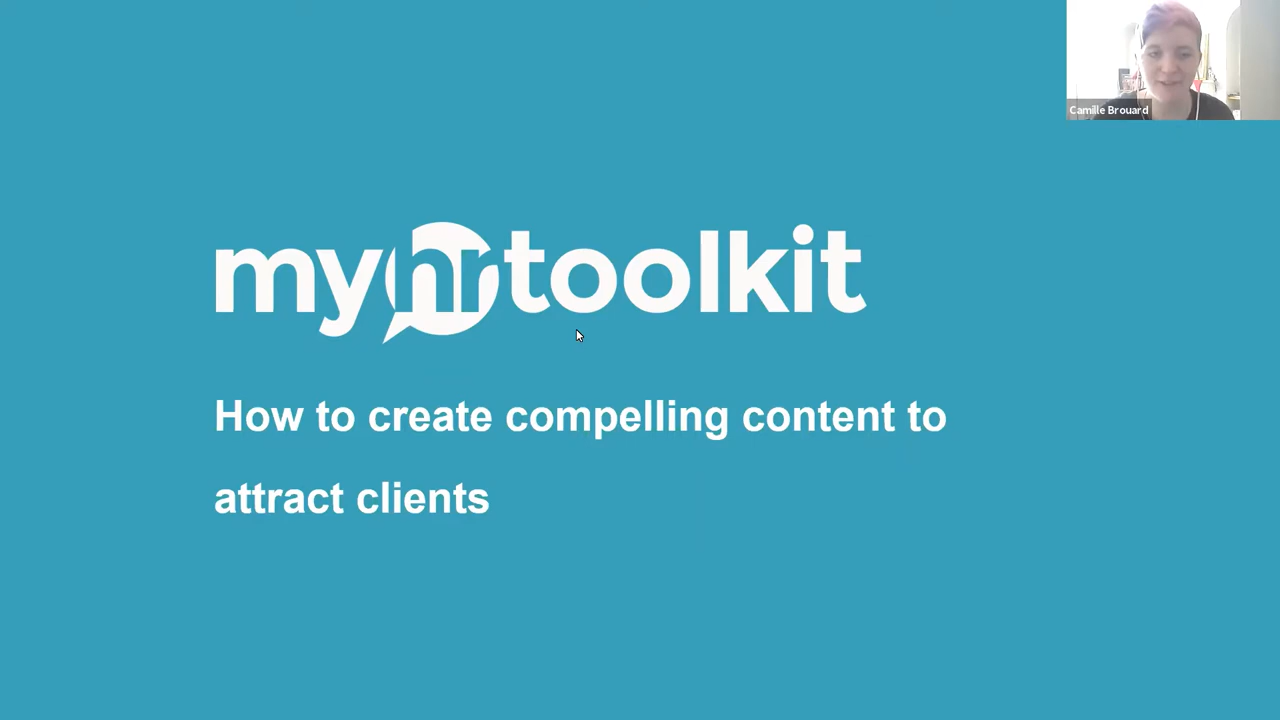 Camille Brouard
myhrtoolkit
How to create compelling content to
attract clients